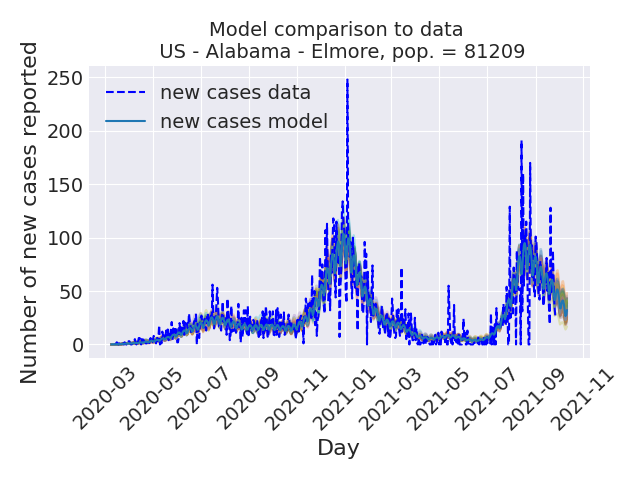 Model comparison to data
US - Alabama - Elmore, pop. = 81209
Number of new cases reported
250
200
150
100
50
0
new cases data
new cases model
2020-03
2020-05
2020-07
2020-09
2020-11
2021-01
2021-03
2021-05
2021-07
2021-09
2021-11
Day